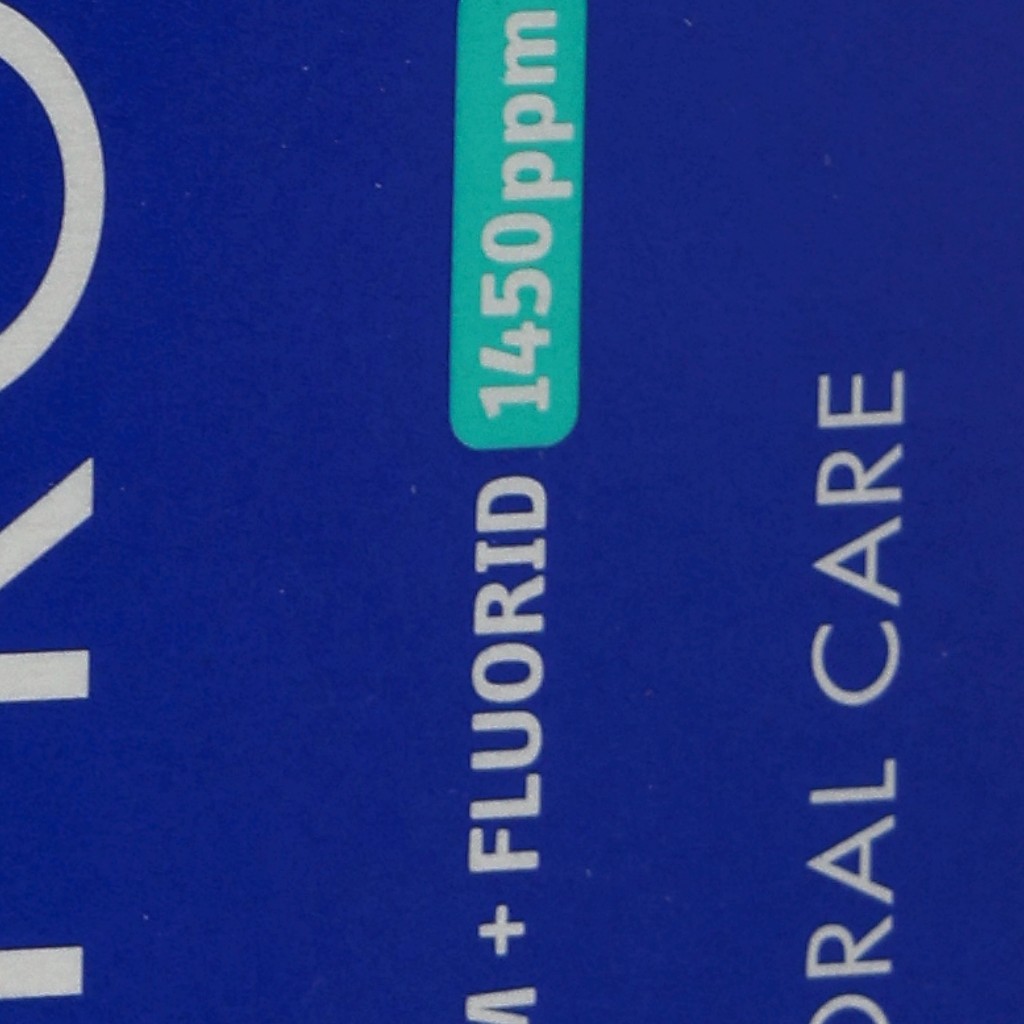 + FLUORID 1450ppm
ORAL CARE